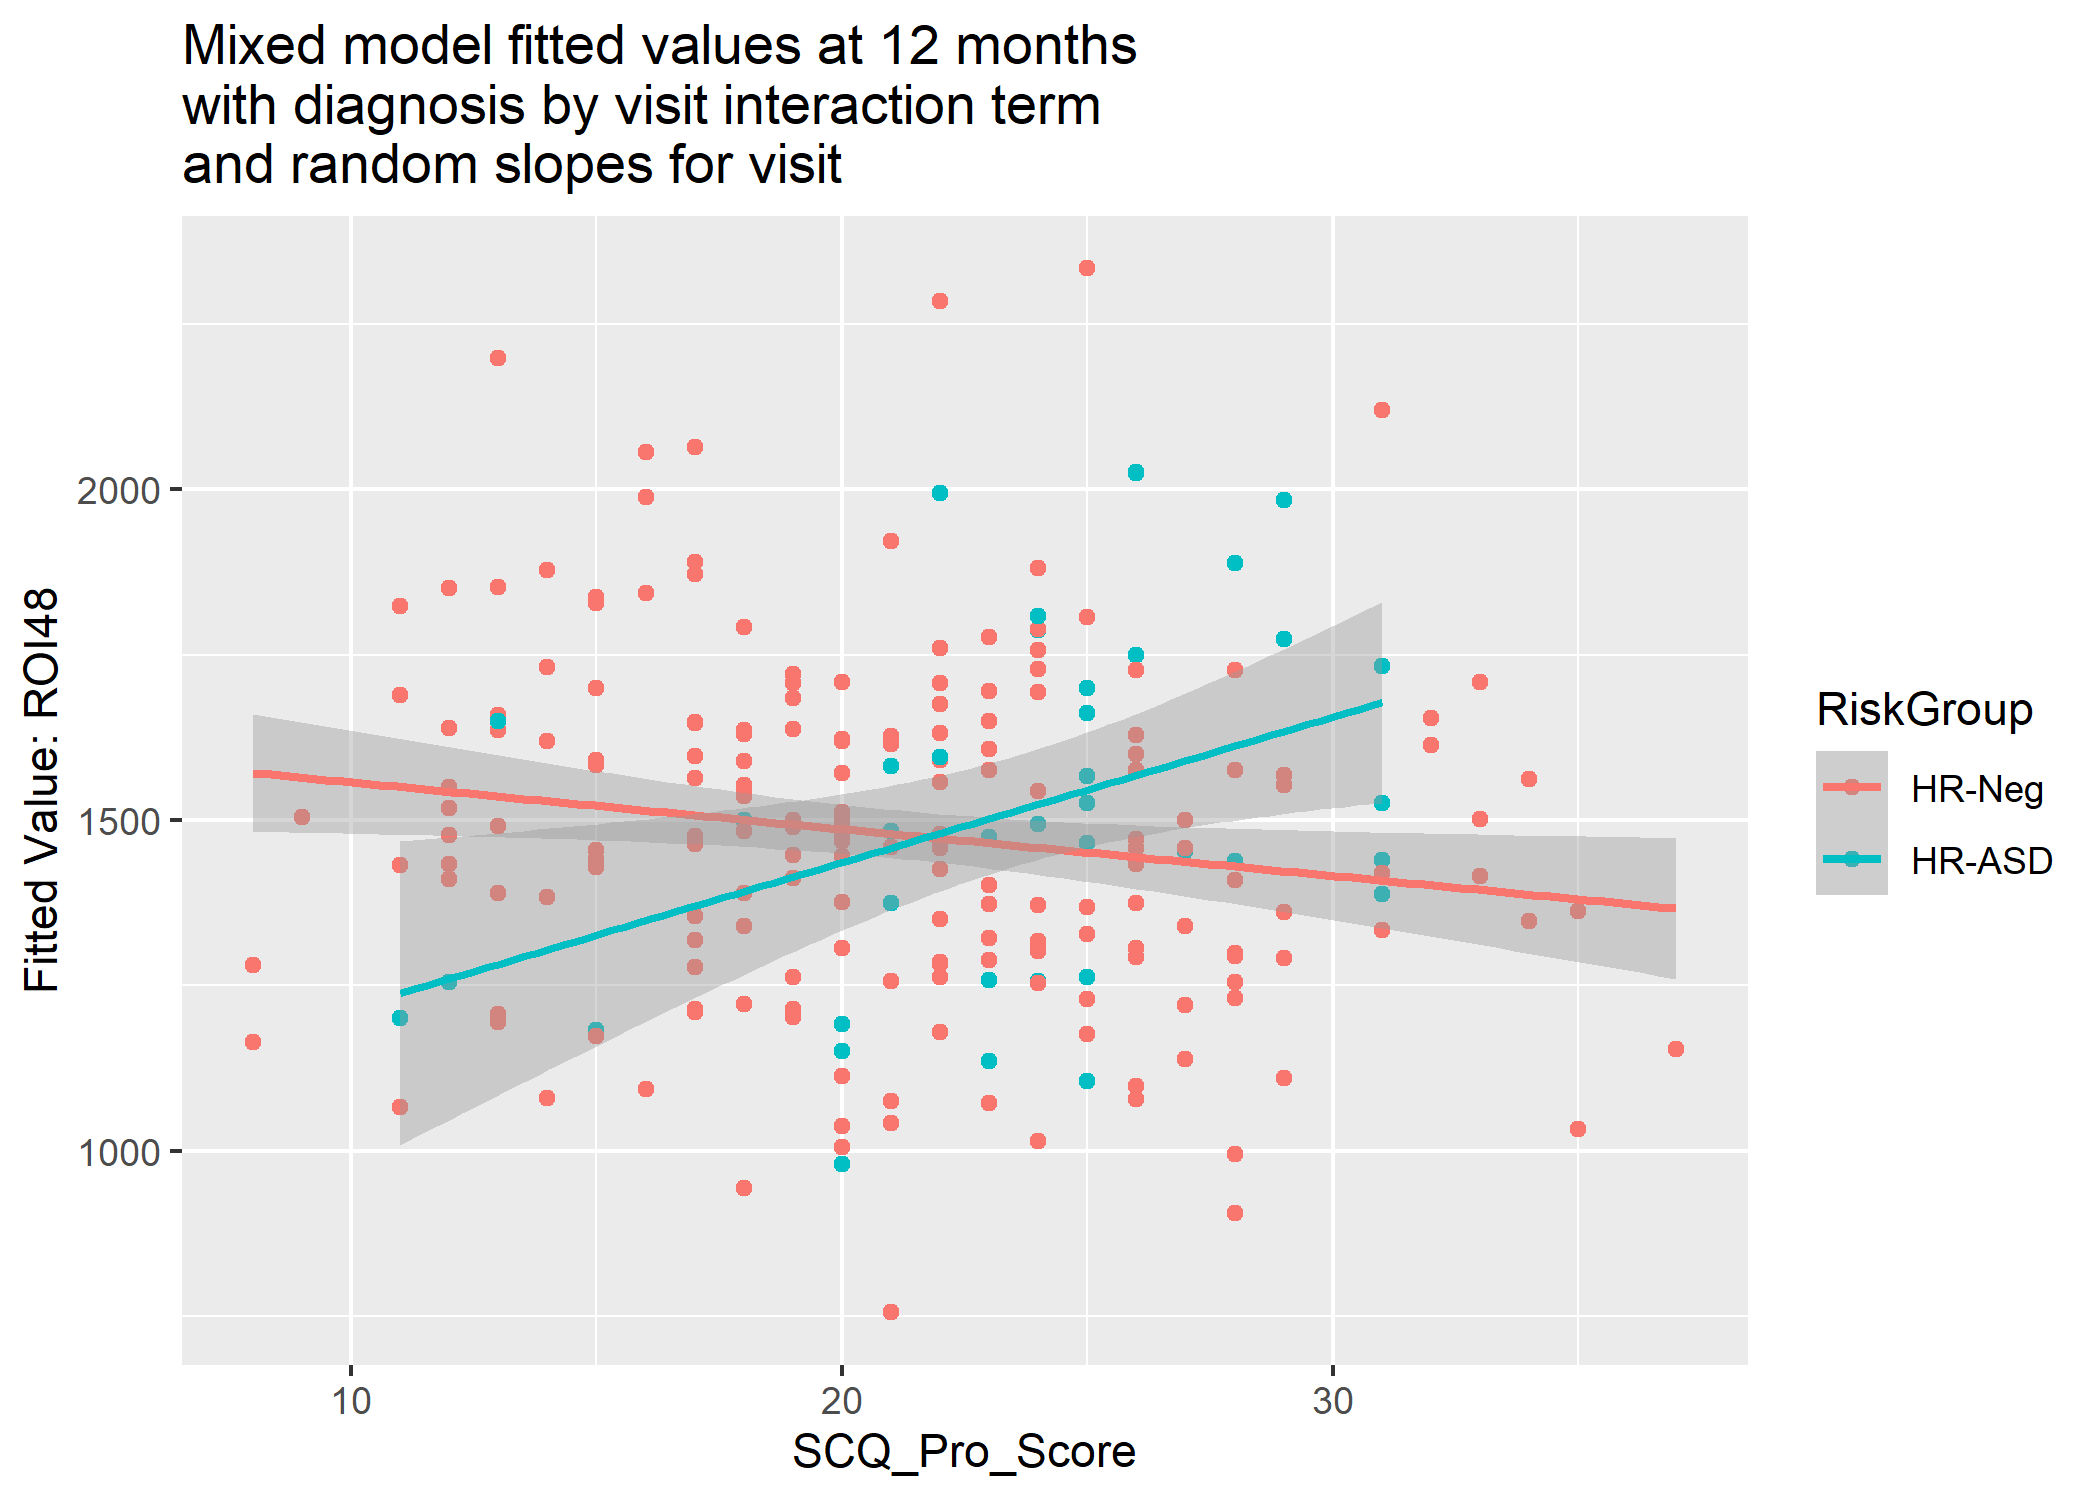 Mixed model fitted values at 12 months
with diagnosis by visit interaction term
and random slopes for visit
Fitted Value: ROI48
2000
1500
1000
10
20
30
SCQ_Pro_Score
RiskGroup
HR-Neg
HR-ASD